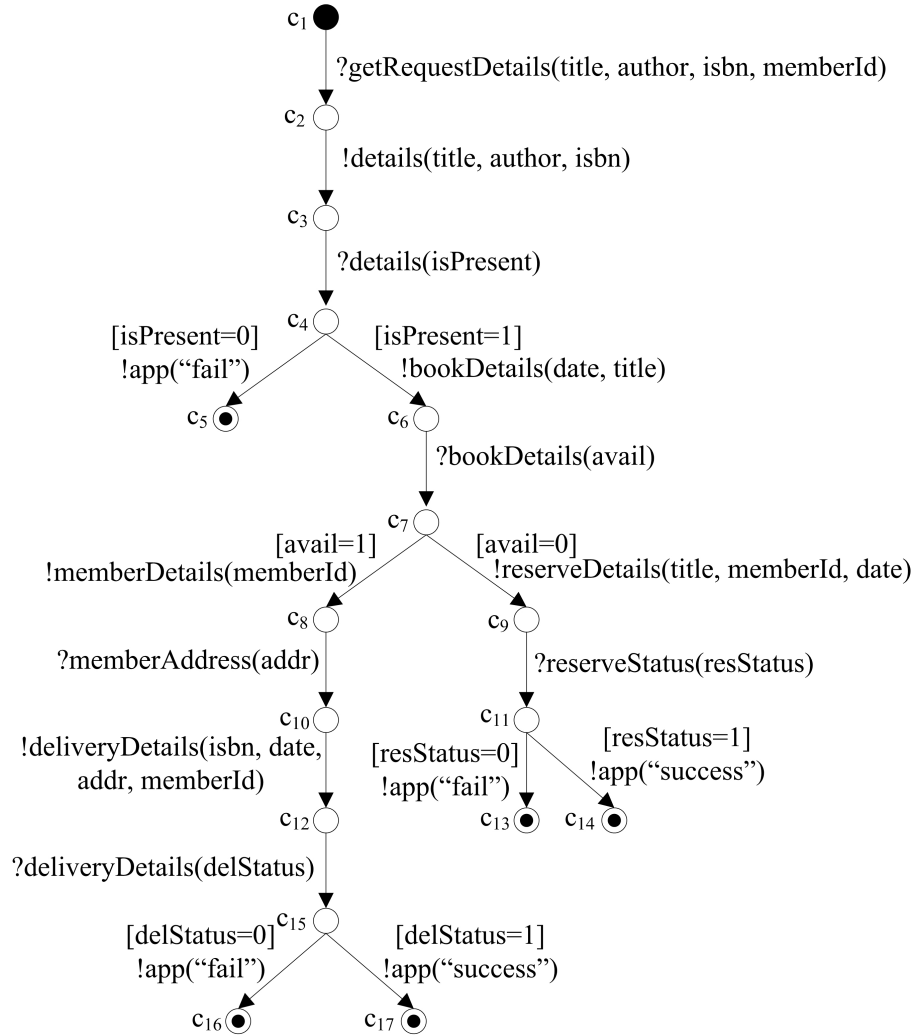 c1
?getRequestDetails(title, author, isbn, memberId)
c2
!details(title, author, isbn)
c3
?details(isPresent)
c4
[isPresent=0]
!app(“fail”)
[isPresent=1]
!bookDetails(date, title)
c5
c6
?bookDetails(avail)
c7
[avail=1]
!memberDetails(memberId)
[avail=0]
!reserveDetails(title, memberId, date)
c8
c9
?memberAddress(addr)
?reserveStatus(resStatus)
c10
c11
!deliveryDetails(isbn, date,
addr, memberId)
[resStatus=0]
!app(“fail”)
[resStatus=1]
!app(“success”)
c12
c13
c14
?deliveryDetails(delStatus)
c15
[delStatus=0]
!app(“fail”)
[delStatus=1]
!app(“success”)
c16
c17